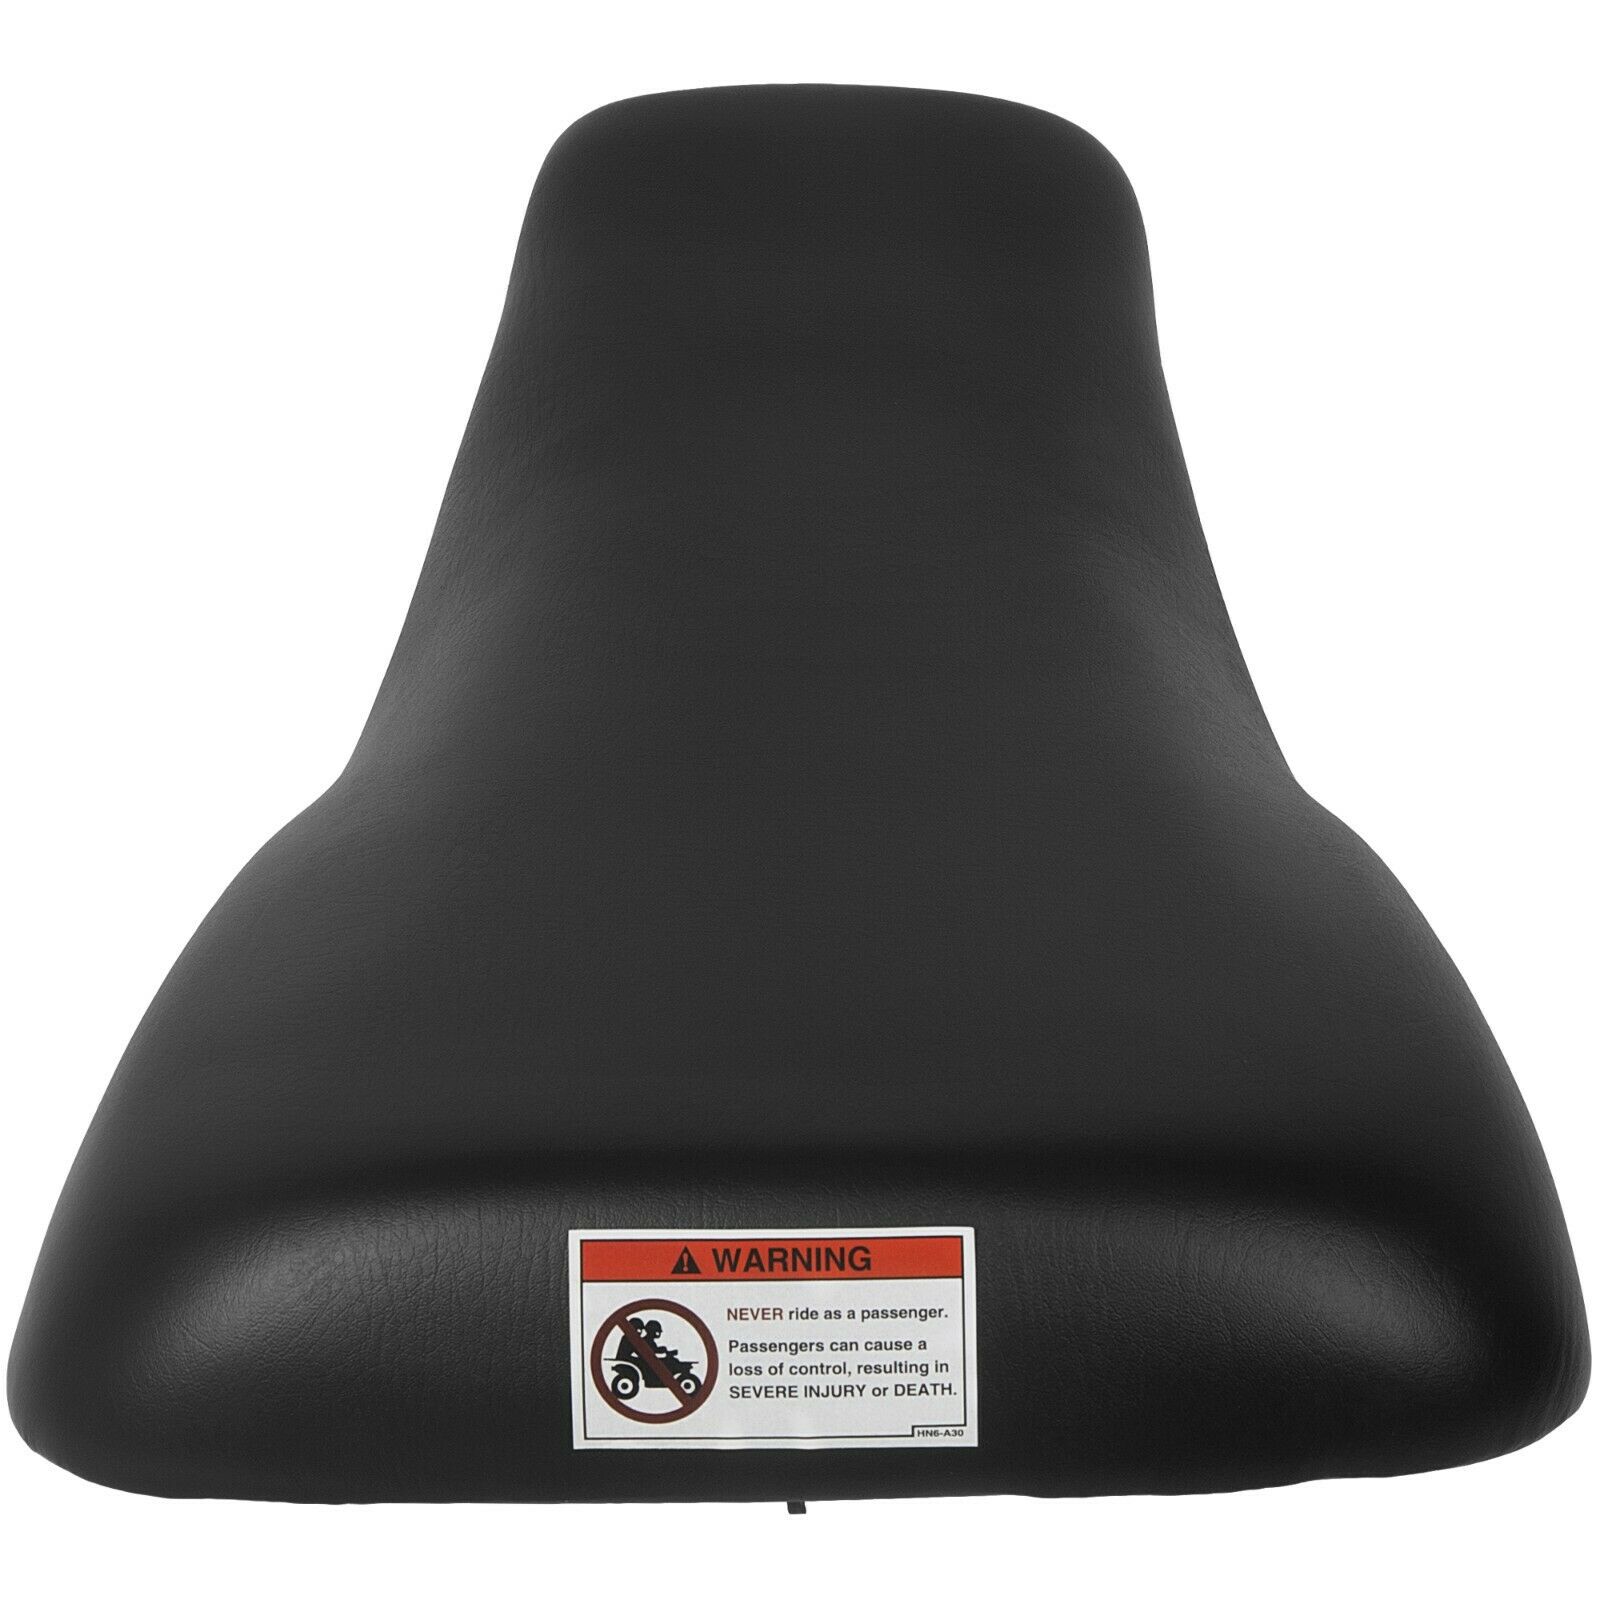 WARNING
NEVER ride as a passenger.
Passengers can cause a
loss of control, resulting in
SEVERE INJURY or DEATH.
HN6-A30